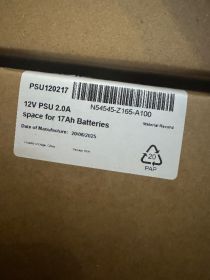 PSU120217
N54545-Z165-A100
12V PSU 2.0A
Material Record
space for 17Ah Batteries
Date of Manufacture: 20/06/2025
20
PAP